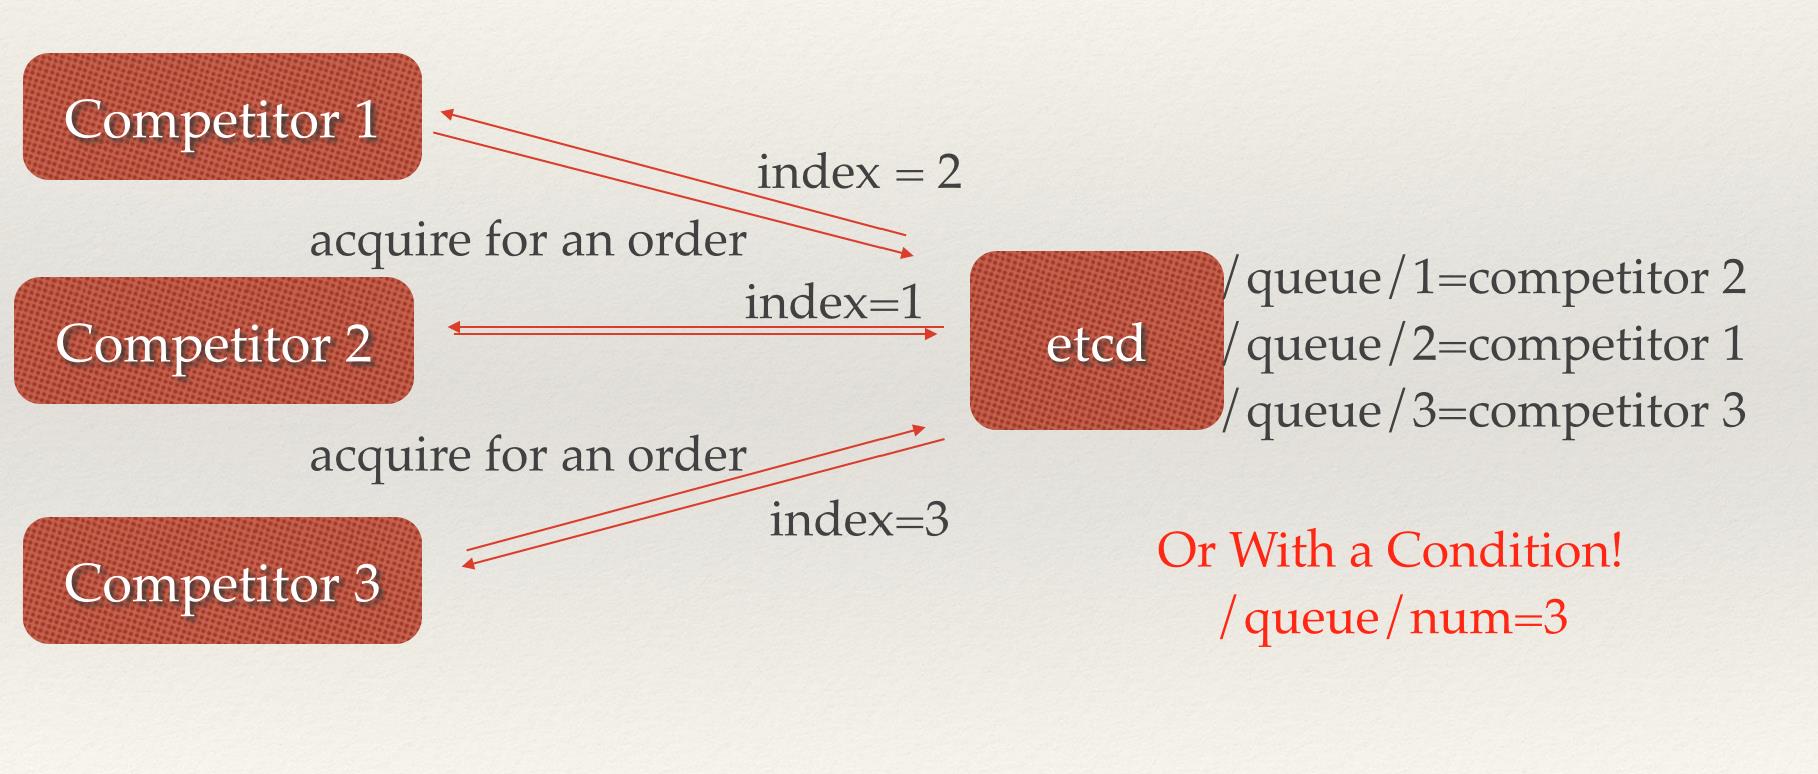 Competitor 1
index = 2
acquire for an order
Competitor 2
index=1
etcd
/queue/1=competitor 2
/queue/2=competitor 1
/queue/3=competitor 3
acquire for an order
index=3
Competitor 3
Or With a Condition!
/queue/num=3